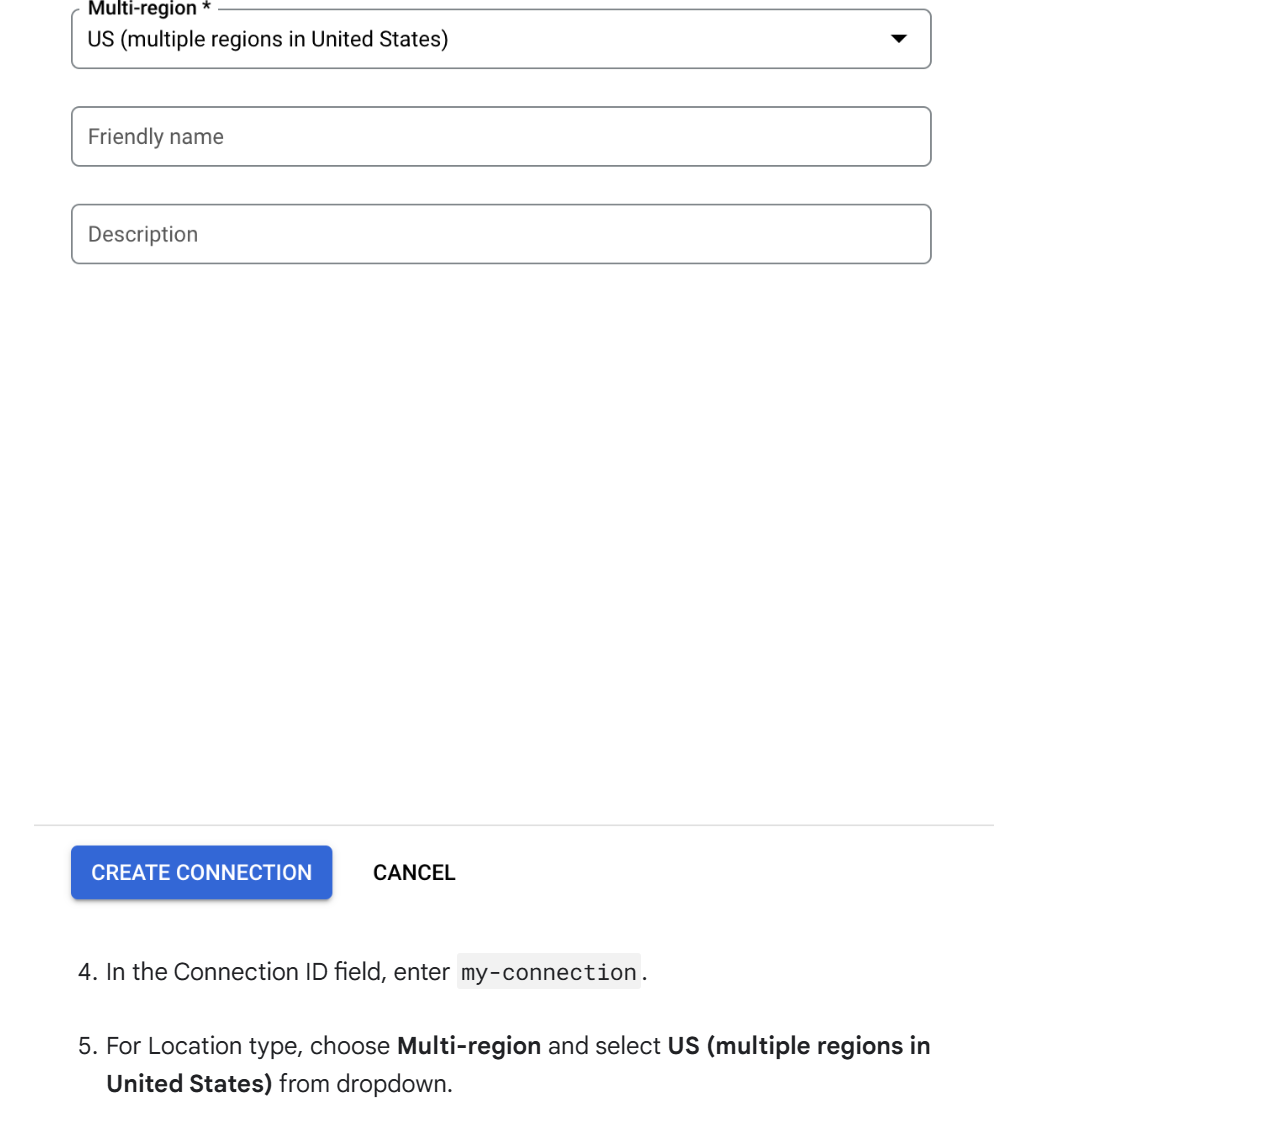 Multi-region *
US (multiple regions in United States)
Friendly name
Description
CREATE CONNECTION CANCEL
4. In the Connection ID field, enter my-connection.
5. For Location type, choose Multi-region and select US (multiple regions in
United States) from dropdown.